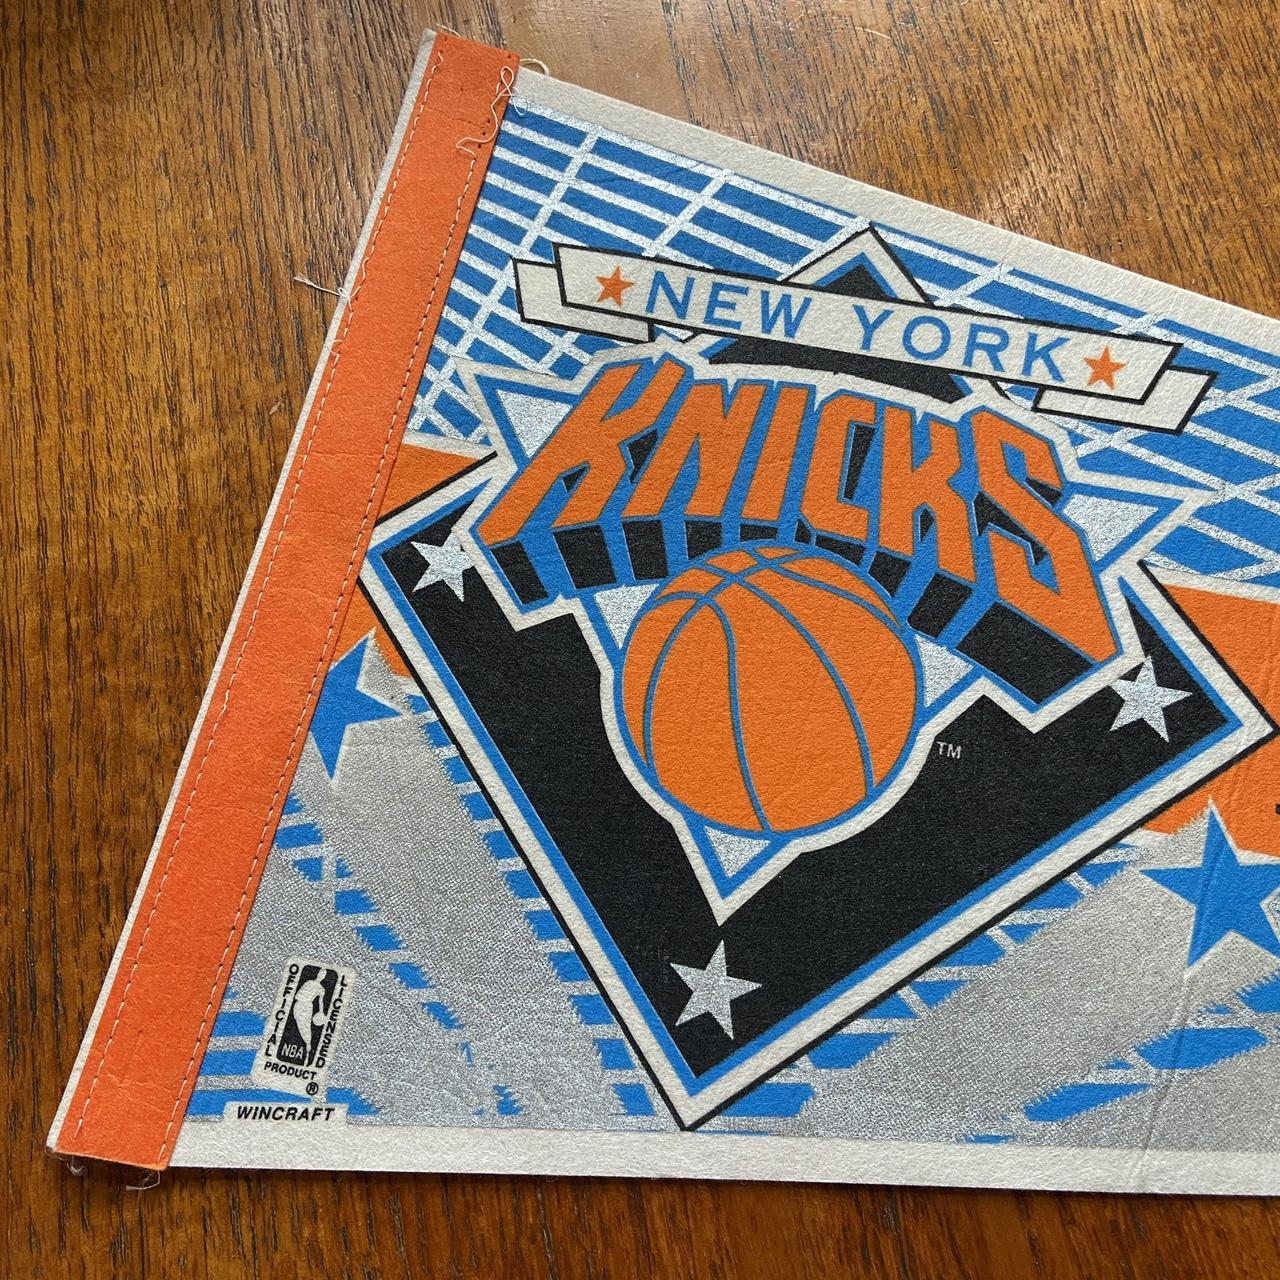 NEW YORK
KNICKS
TM
OFFICIAL
LICENSED
NBA
PRODUCT
®
WINCRAFT